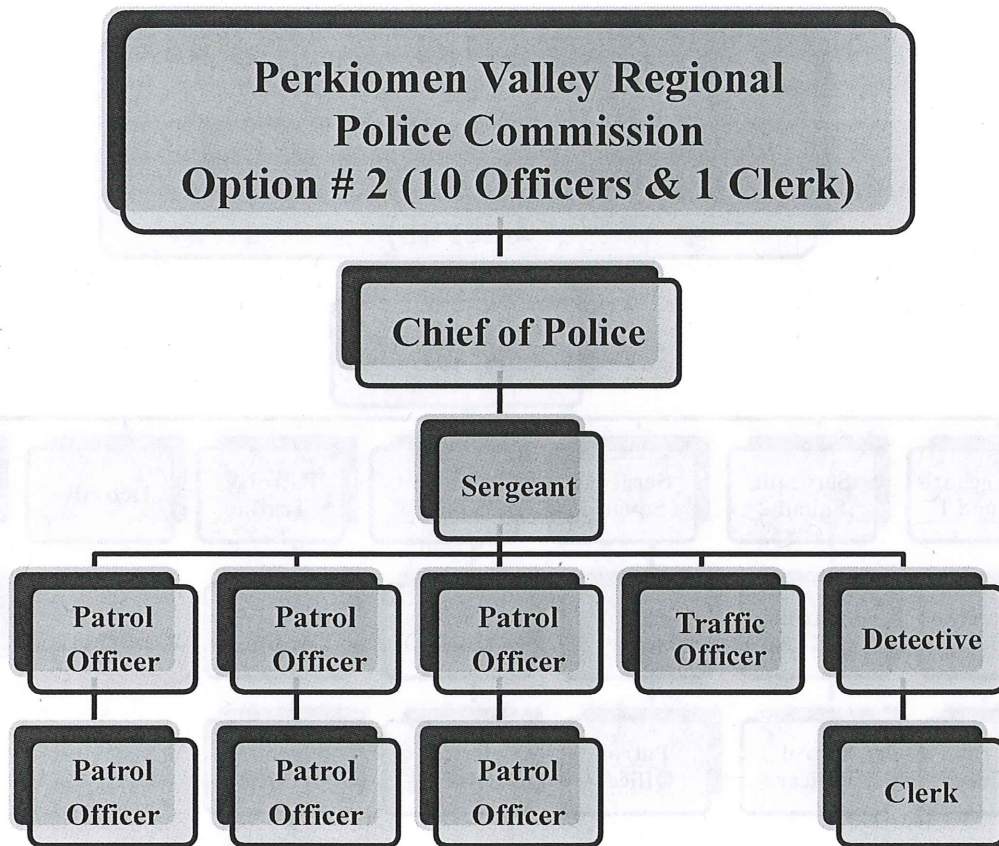 Perkiomen Valley Regional
Police Commission
Option # 2 (10 Officers & 1 Clerk)
Chief of Police
Sergeant
Patrol
Officer
Patrol
Officer
Patrol
Officer
Traffic
Officer
Detective
Patrol
Officer
Patrol
Officer
Patrol
Officer
Clerk